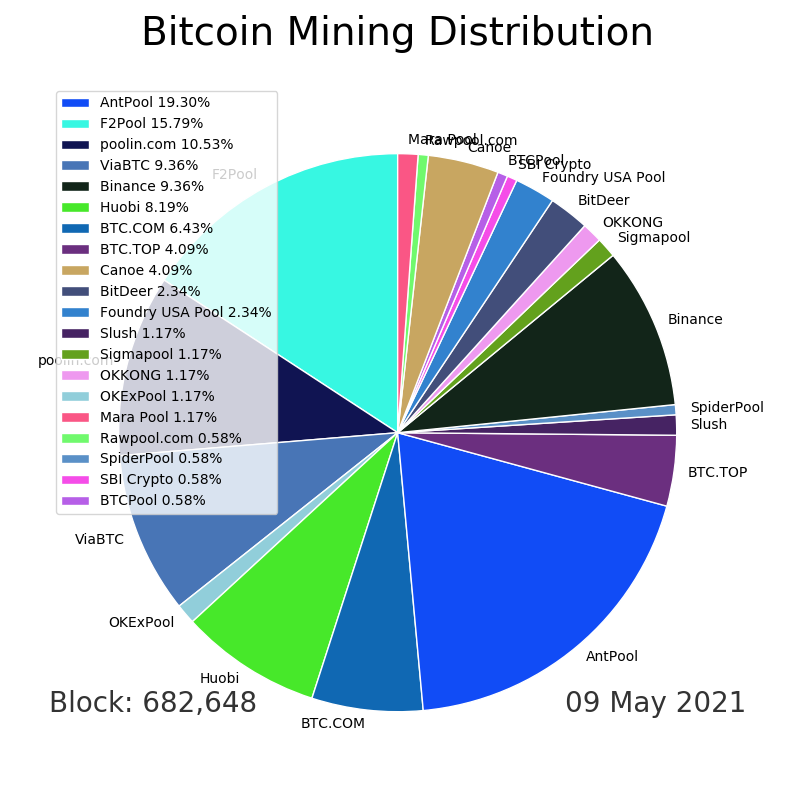 Bitcoin Mining Distribution
AntPool 19.30%
F2Pool 15.79%
poolin.com 10.53%
ViaBTC 9.36%
Binance 9.36%
Huobi 8.19%
BTC.COM 6.43%
BTC.TOP 4.09%
Canoe 4.09%
BitDeer 2.34%
Foundry USA Pool 2.34%
Slush 1.17%
Sigmapool 1.17%
OKKONG 1.17%
OKExPool 1.17%
Mara Pool 1.17%
Rawpool.com 0.58%
SpiderPool 0.58%
SBI Crypto 0.58%
BTCPool 0.58%
Mara Pool
Rawpool.com
Canoe
BTCPool
SBI Crypto
Foundry USA Pool
BitDeer
OKKONG
Sigmapool
Binance
SpiderPool
Slush
BTC.TOP
AntPool
BTC.COM
Huobi
OKExPool
ViaBTC
poolin.com
F2Pool
Block: 682,648
09 May 2021